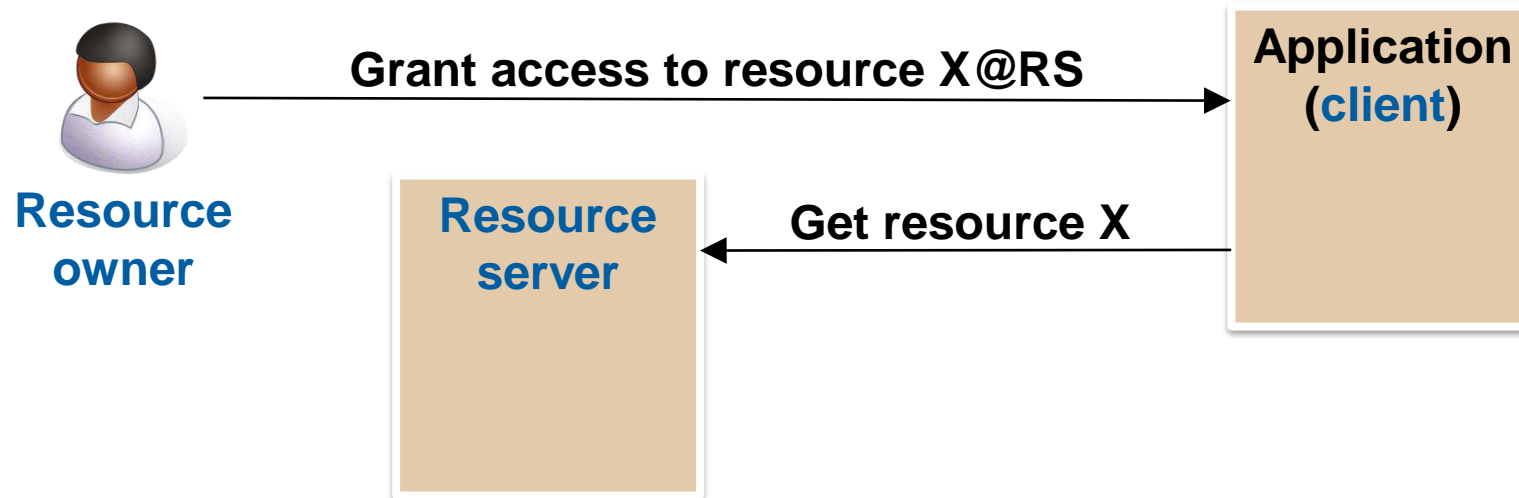 Grant access to resource X@RS
Application
(client)
Resource
owner
Resource
server
Get resource X